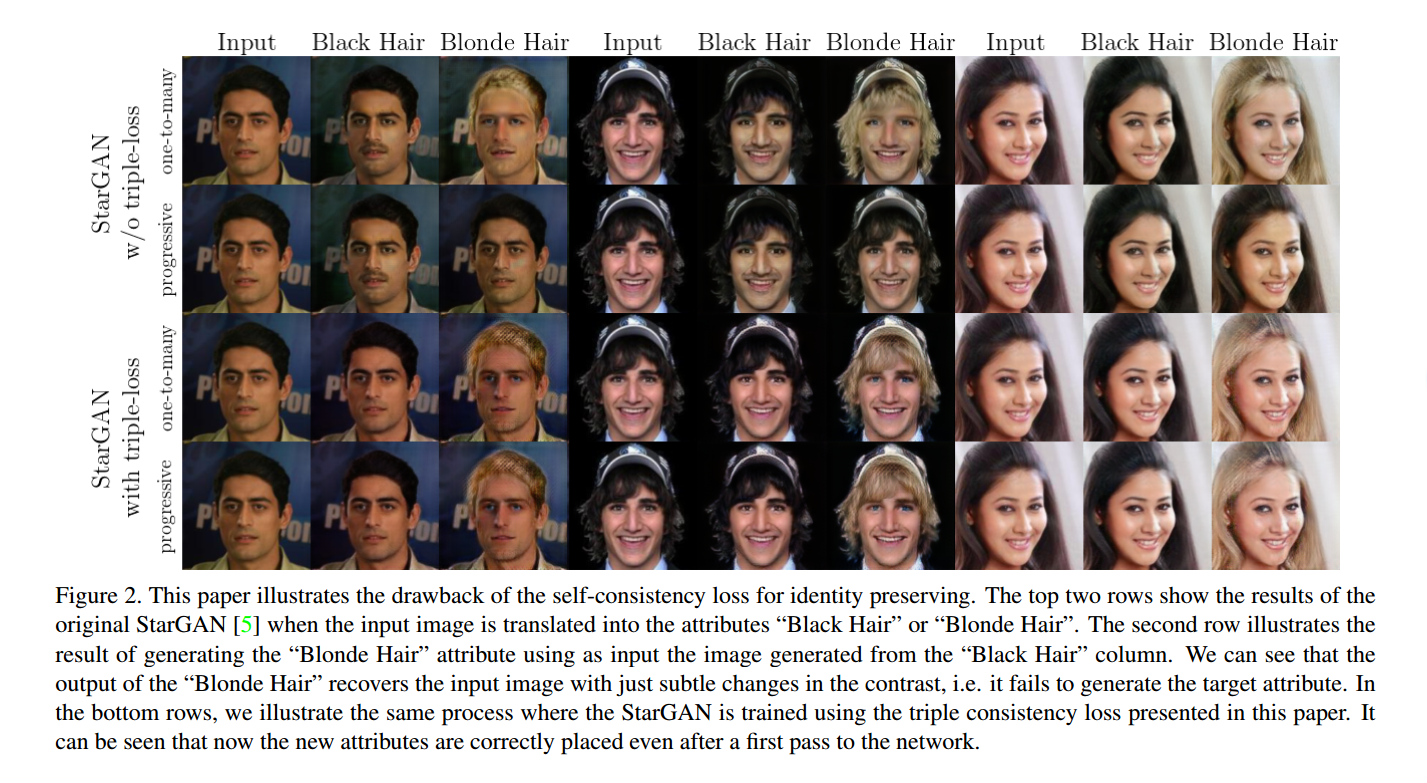 Input Black Hair Blonde Hair Input Black Hair Blonde Hair Input Black Hair Blonde Hair
StarGAN
w/o triple-loss
one-to-many
progressive
StarGAN
with triple-loss
one-to-many
progressive
Figure 2. This paper illustrates the drawback of the self-consistency loss for identity preserving. The top two rows show the results of the
original StarGAN [5] when the input image is translated into the attributes “Black Hair” or “Blonde Hair”. The second row illustrates the
result of generating the “Blonde Hair” attribute using as input the image generated from the “Black Hair” column. We can see that the
output of the “Blonde Hair” recovers the input image with just subtle changes in the contrast, i.e. it fails to generate the target attribute. In
the bottom rows, we illustrate the same process where the StarGAN is trained using the triple consistency loss presented in this paper. It
can be seen that now the new attributes are correctly placed even after a first pass to the network.